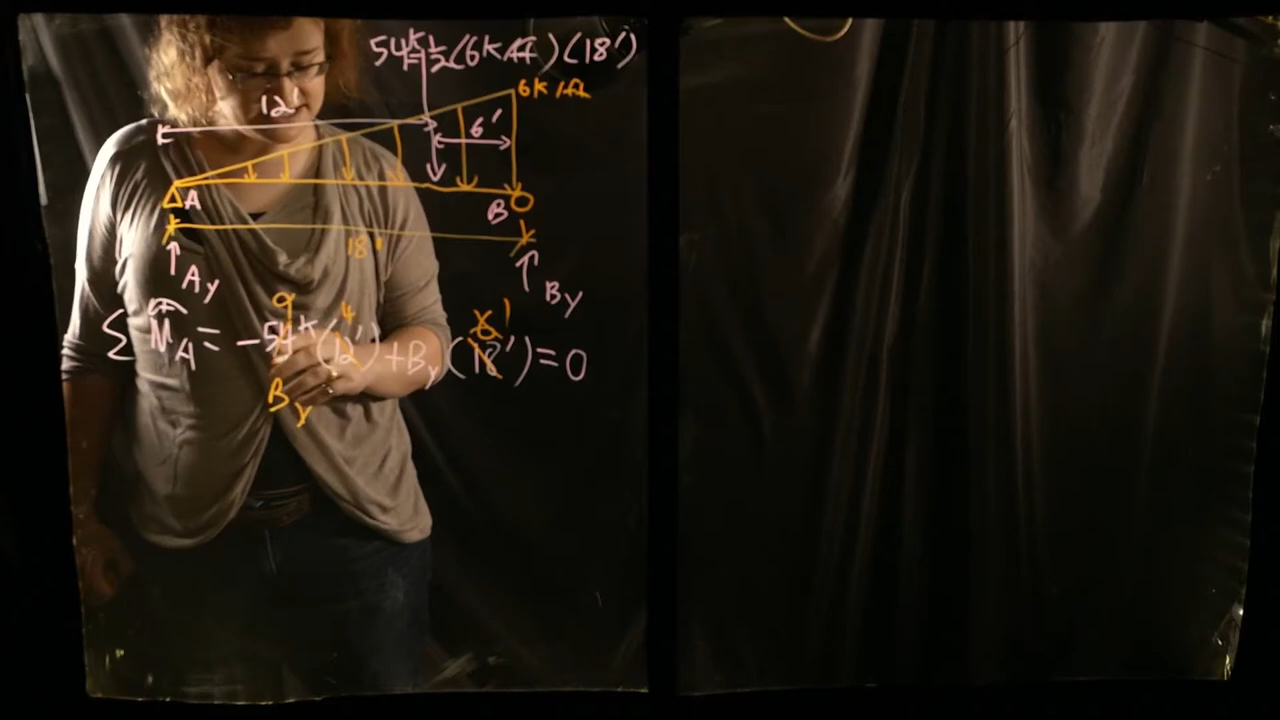 54k ½(6k/ft)(18')
6k/ft
12'
6'
A
B
18'
Ay
By
9 4 6 1
ΣMA= -54k(12')+By(18')=0
By